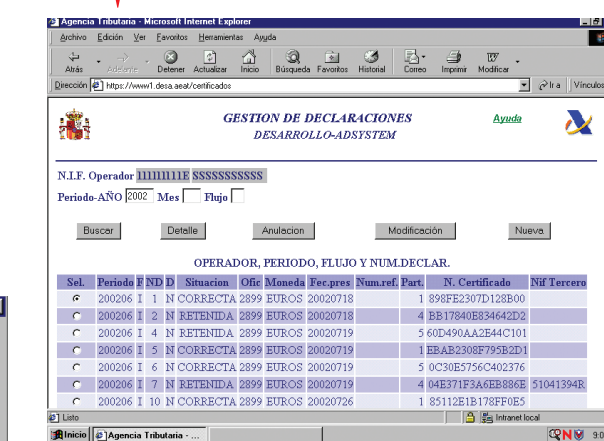 Agencia Tributaria - Microsoft Internet Explorer
Archivo Edición Ver Favoritos Herramientas Ayuda
Atrás Adelante Detener Actualizar Inicio Búsqueda Favoritos Historial Correo Imprimir Modificar
Dirección https://www1.desa.aeat/certificados Ir a Vínculos
GESTION DE DECLARACIONES Ayuda
DESARROLLO-ADSYSTEM
N.I.F. Operador 111111111E SSSSSSSSSSS
Periodo-AÑO 2002 Mes Flujo
Buscar Detalle Anulacion Modificación Nueva
OPERADOR, PERIODO, FLUJO Y NUM.DECLAR.
Sel. Periodo F ND D Situacion Ofic Moneda Fec.pres Num.ref. Part. N. Certificado Nif Tercero
200206 I 1 N CORRECTA 2899 EUROS 20020718 1 898FE2307D128B00
200206 I 2 N RETENIDA 2899 EUROS 20020718 4 BB17840E834642D2
200206 I 4 N RETENIDA 2899 EUROS 20020719 5 60D490AA2E44C101
200206 I 5 N CORRECTA 2899 EUROS 20020719 1 EBAB2308F795B2D1
200206 I 6 N CORRECTA 2899 EUROS 20020719 5 0C30E5756C402376
200206 I 7 N RETENIDA 2899 EUROS 20020719 4 04E371F3A6EB886E 51041394R
200206 I 10 N CORRECTA 2899 EUROS 20020726 1 85112E1B178FF0E5
Listo Intranet local
Inicio Agencia Tributaria - ... 9:0